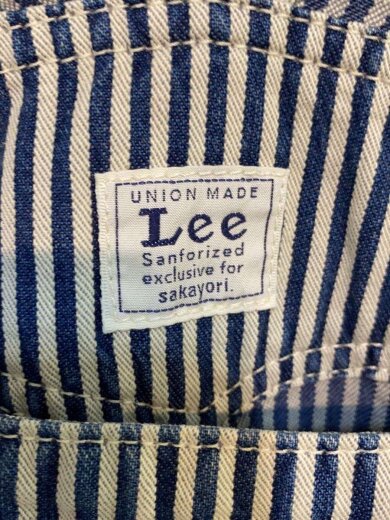 UNION MADE
Lee
Sanforized
exclusive for
sakayori.